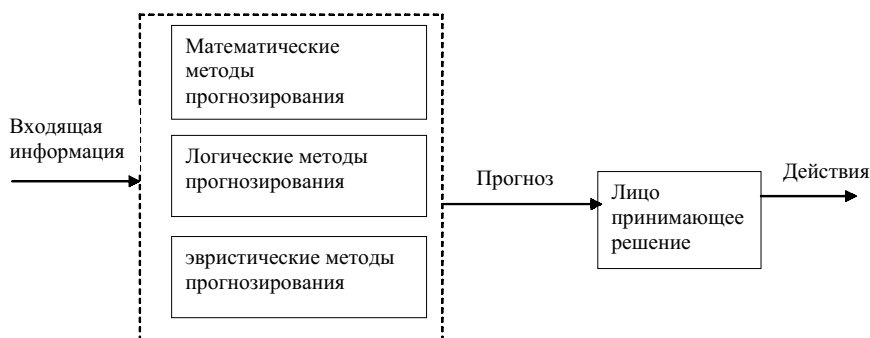 Математические
методы
прогнозирования
Входящая
информация
Логические методы
прогнозирования
Прогноз
Лицо
принимающее
решение
Действия
эвристические методы
прогнозирования